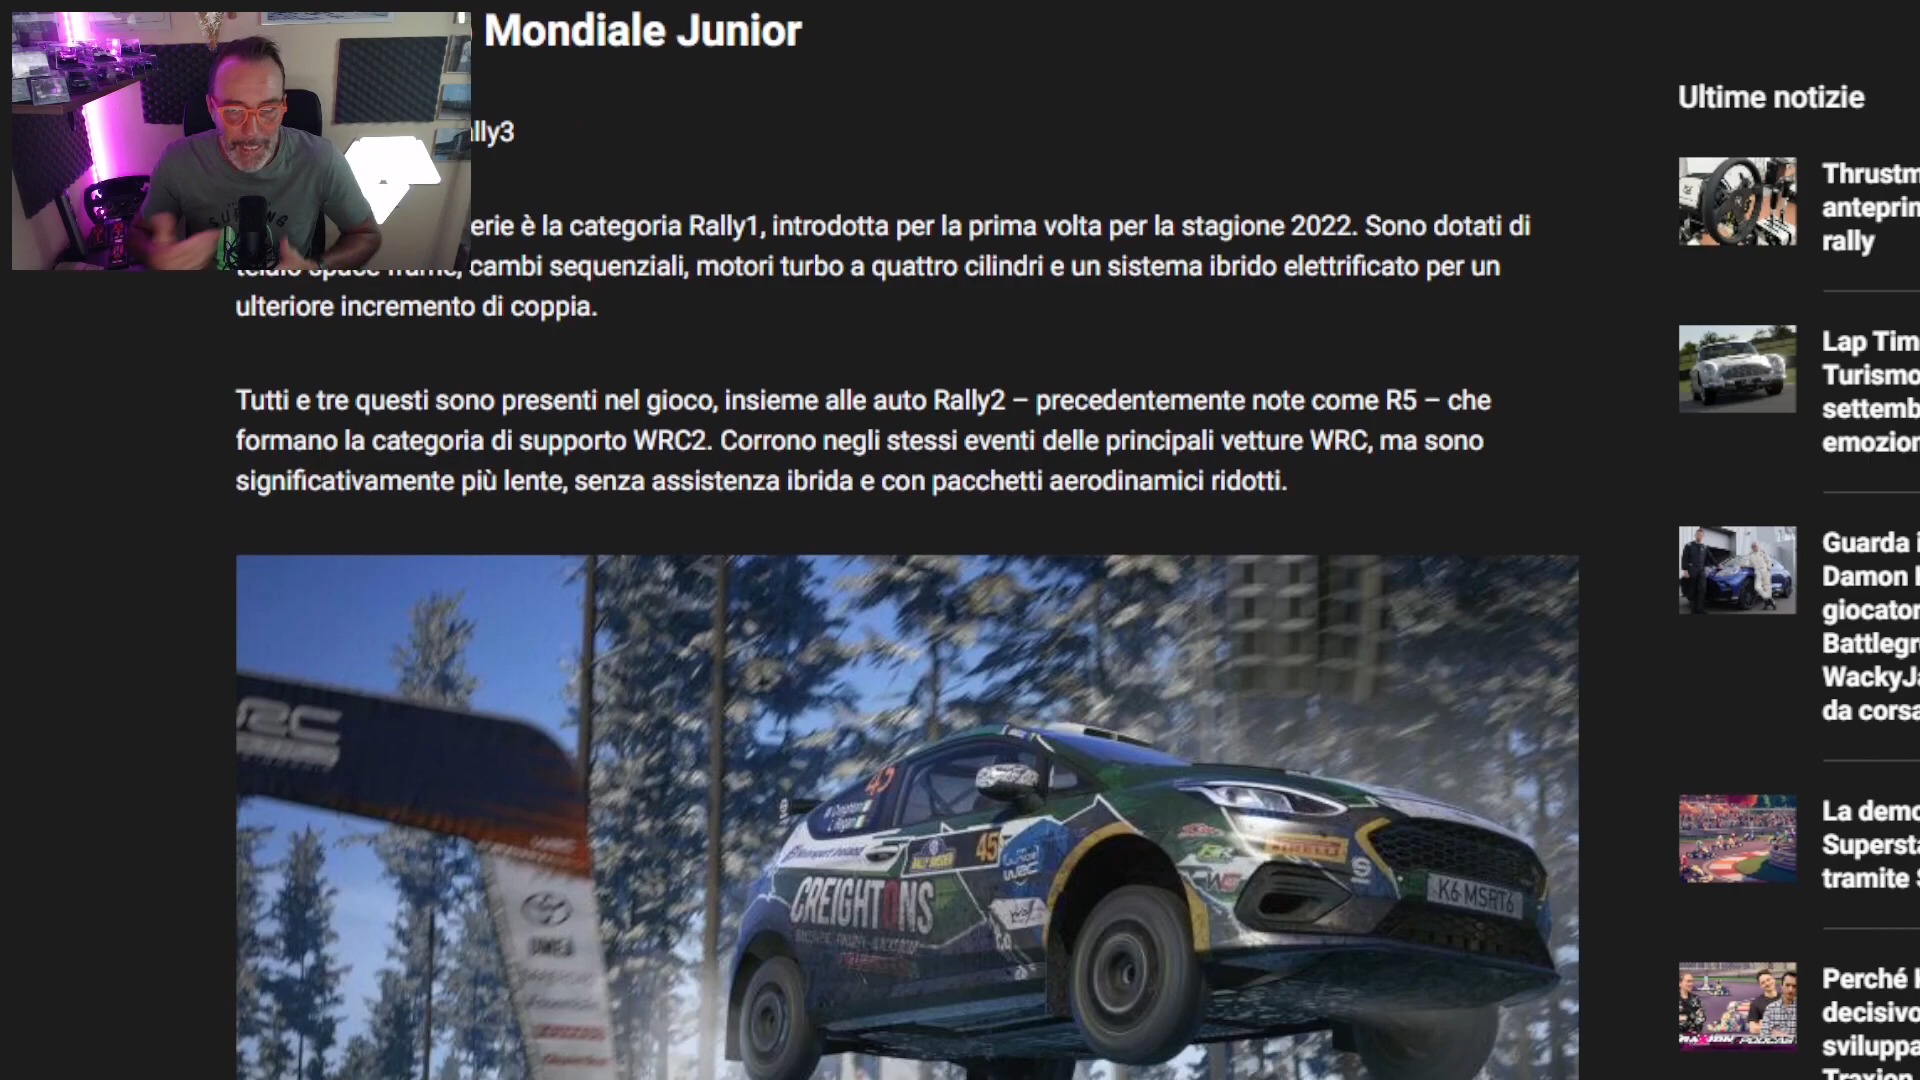 Mondiale Junior
lly3
erie è la categoria Rally1, introdotta per la prima volta per la stagione 2022. Sono dotati di
cambi sequenziali, motori turbo a quattro cilindri e un sistema ibrido elettrificato per un
ulteriore incremento di coppia.
Tutti e tre questi sono presenti nel gioco, insieme alle auto Rally2 – precedentemente note come R5 – che
formano la categoria di supporto WRC2. Corrono negli stessi eventi delle principali vetture WRC, ma sono
significativamente più lente, senza assistenza ibrida e con pacchetti aerodinamici ridotti.
45
CREIGHTONS
PIRELLI
K6 MSRT6
Ultime notizie
Thrustm
anteprin
rally
Lap Tim
Turismo
settemb
emozion
Guarda i
Damon
giocator
Battlegr
WackyJa
da corsa
La demo
Supersta
tramite S
Perché
decisivo
sviluppa
Traxion